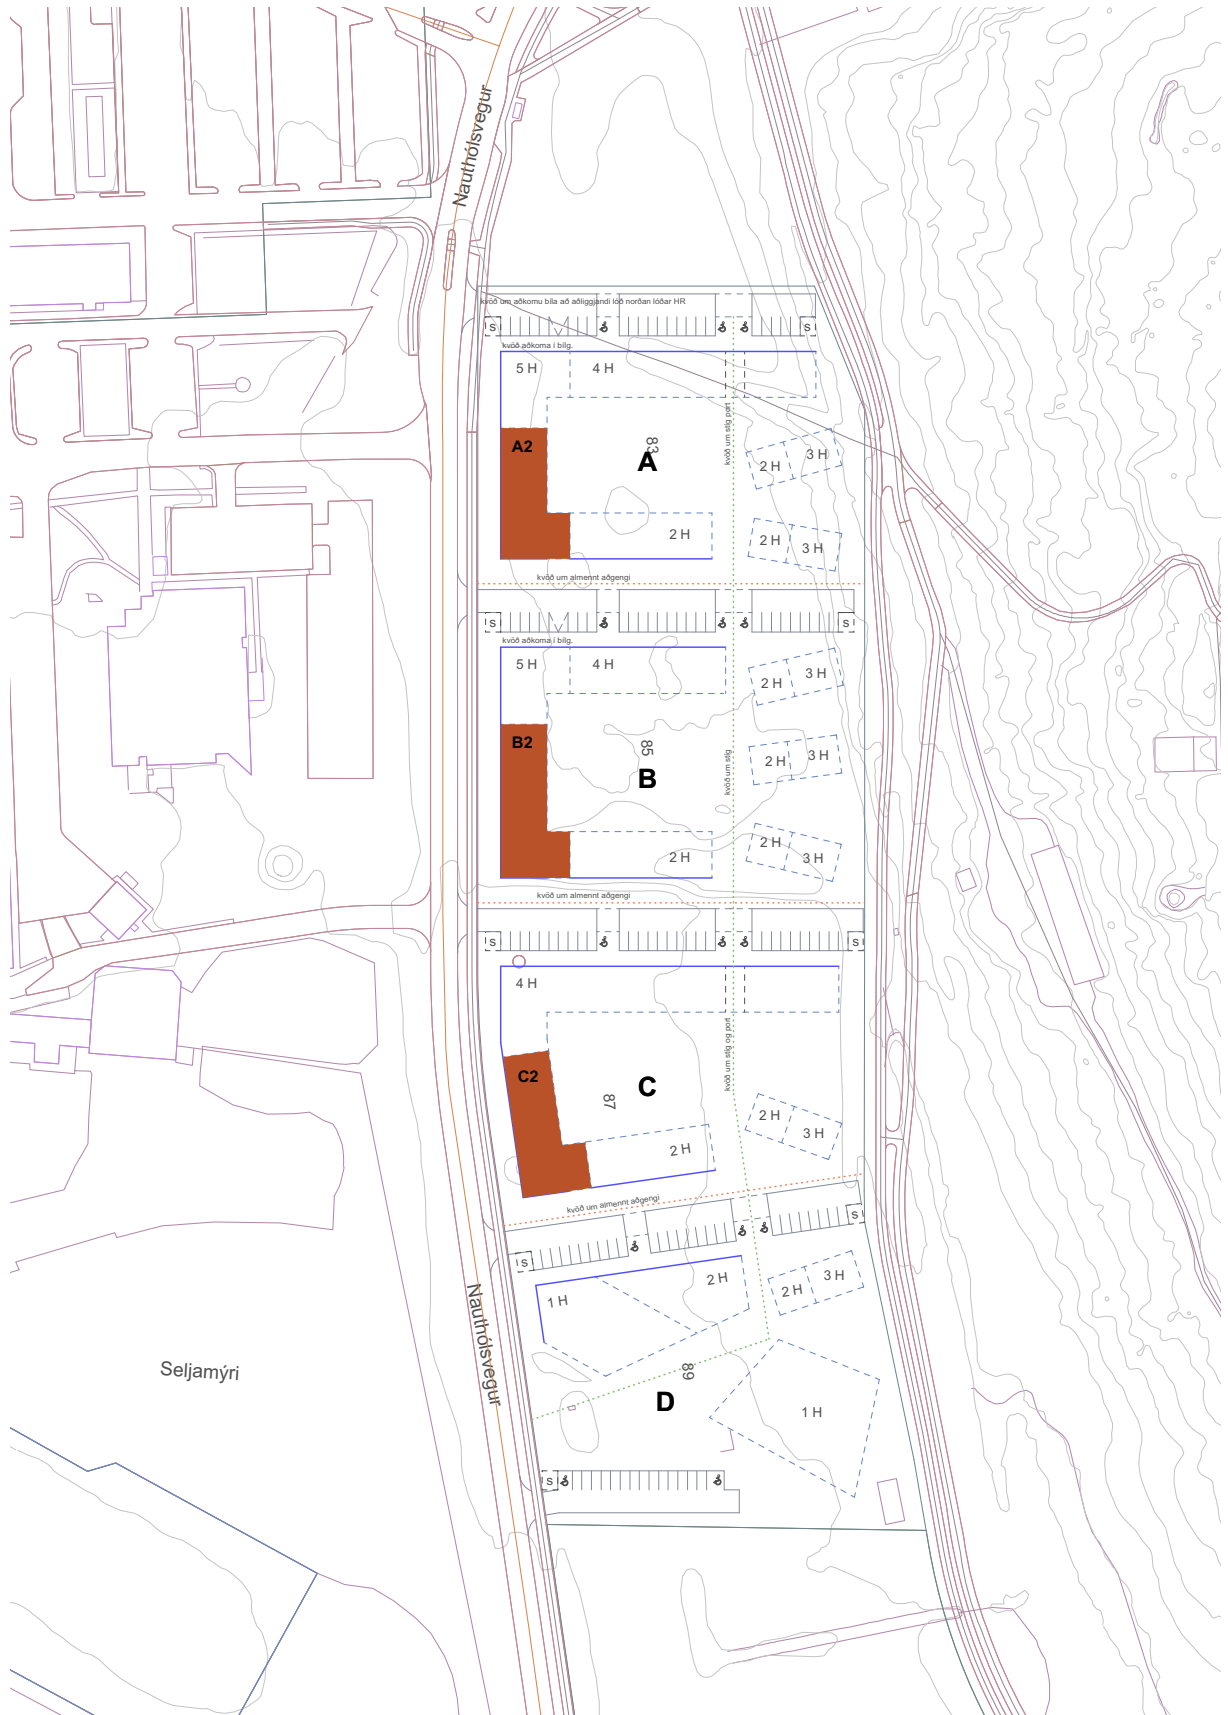 Nauthólsvegur
kvöð um aðkomu bíla að aðliggjandi lóð norðan lóðar HR
S
S
kvöð aðkoma í bílg.
5 H
4 H
A2
83
A
kvöð um stíg port
2 H
3 H
2 H
2 H
3 H
kvöð um almennt aðgengi
S
S
kvöð aðkoma í bílg.
5 H
4 H
2 H
3 H
B2
85
B
kvöð um stíg
2 H
3 H
2 H
2 H
3 H
kvöð um almennt aðgengi
S
S
4 H
kvöð um stíg og port
C2
87
C
2 H
3 H
2 H
kvöð um almennt aðgengi
S
S
1 H
2 H
2 H
3 H
Nauthólsvegur
Seljamýri
89
D
1 H
S